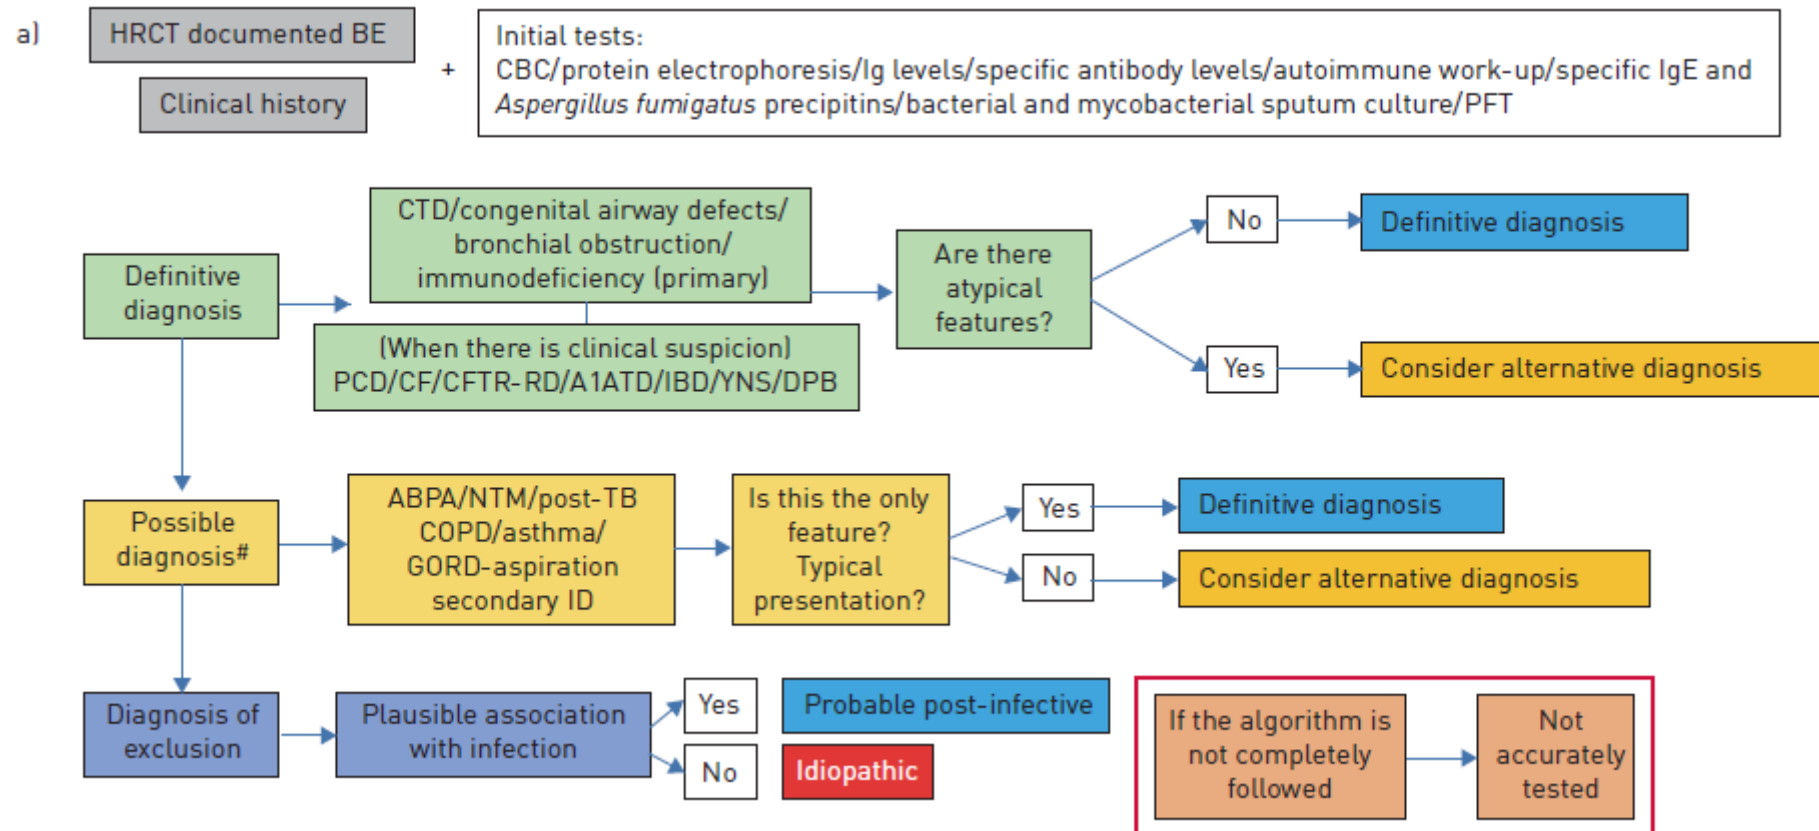 a)
HRCT documented BE
Clinical history
+
Initial tests:
CBC/protein electrophoresis/Ig levels/specific antibody levels/autoimmune work-up/specific IgE and
Aspergillus fumigatus precipitins/bacterial and mycobacterial sputum culture/PFT
Definitive
diagnosis
CTD/congenital airway defects/
bronchial obstruction/
immunodeficiency (primary)
(When there is clinical suspicion)
PCD/CF/CFTR-RD/A1ATD/IBD/YNS/DPB
Are there
atypical
features?
No
Definitive diagnosis
Yes
Consider alternative diagnosis
Possible
diagnosis#
ABPA/NTM/post-TB
COPD/asthma/
GORD-aspiration
secondary ID
Is this the only
feature?
Typical
presentation?
Yes
Definitive diagnosis
No
Consider alternative diagnosis
Diagnosis of
exclusion
Plausible association
with infection
Yes
Probable post-infective
No
Idiopathic
If the algorithm is
not completely
followed
Not
accurately
tested